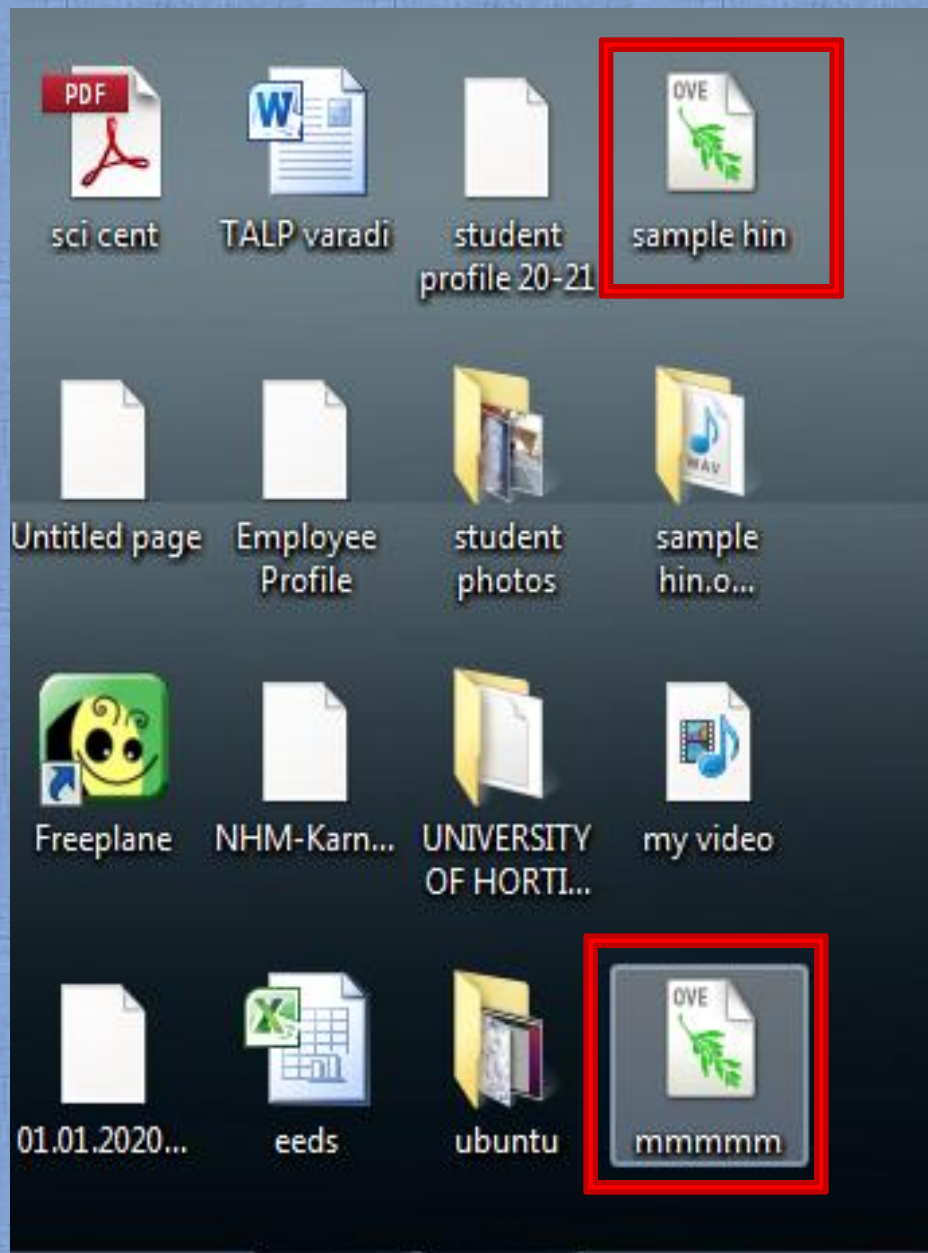 PDF
W
OVE
sci cent
TALP varadi
student
profile 20-21
sample hin
WAV
Untitled page
Employee
Profile
student
photos
sample
hin.o...
Freeplane
NHM-Karn...
UNIVERSITY
OF HORTI...
my video
X
OVE
01.01.2020...
eeds
ubuntu
mmmmm